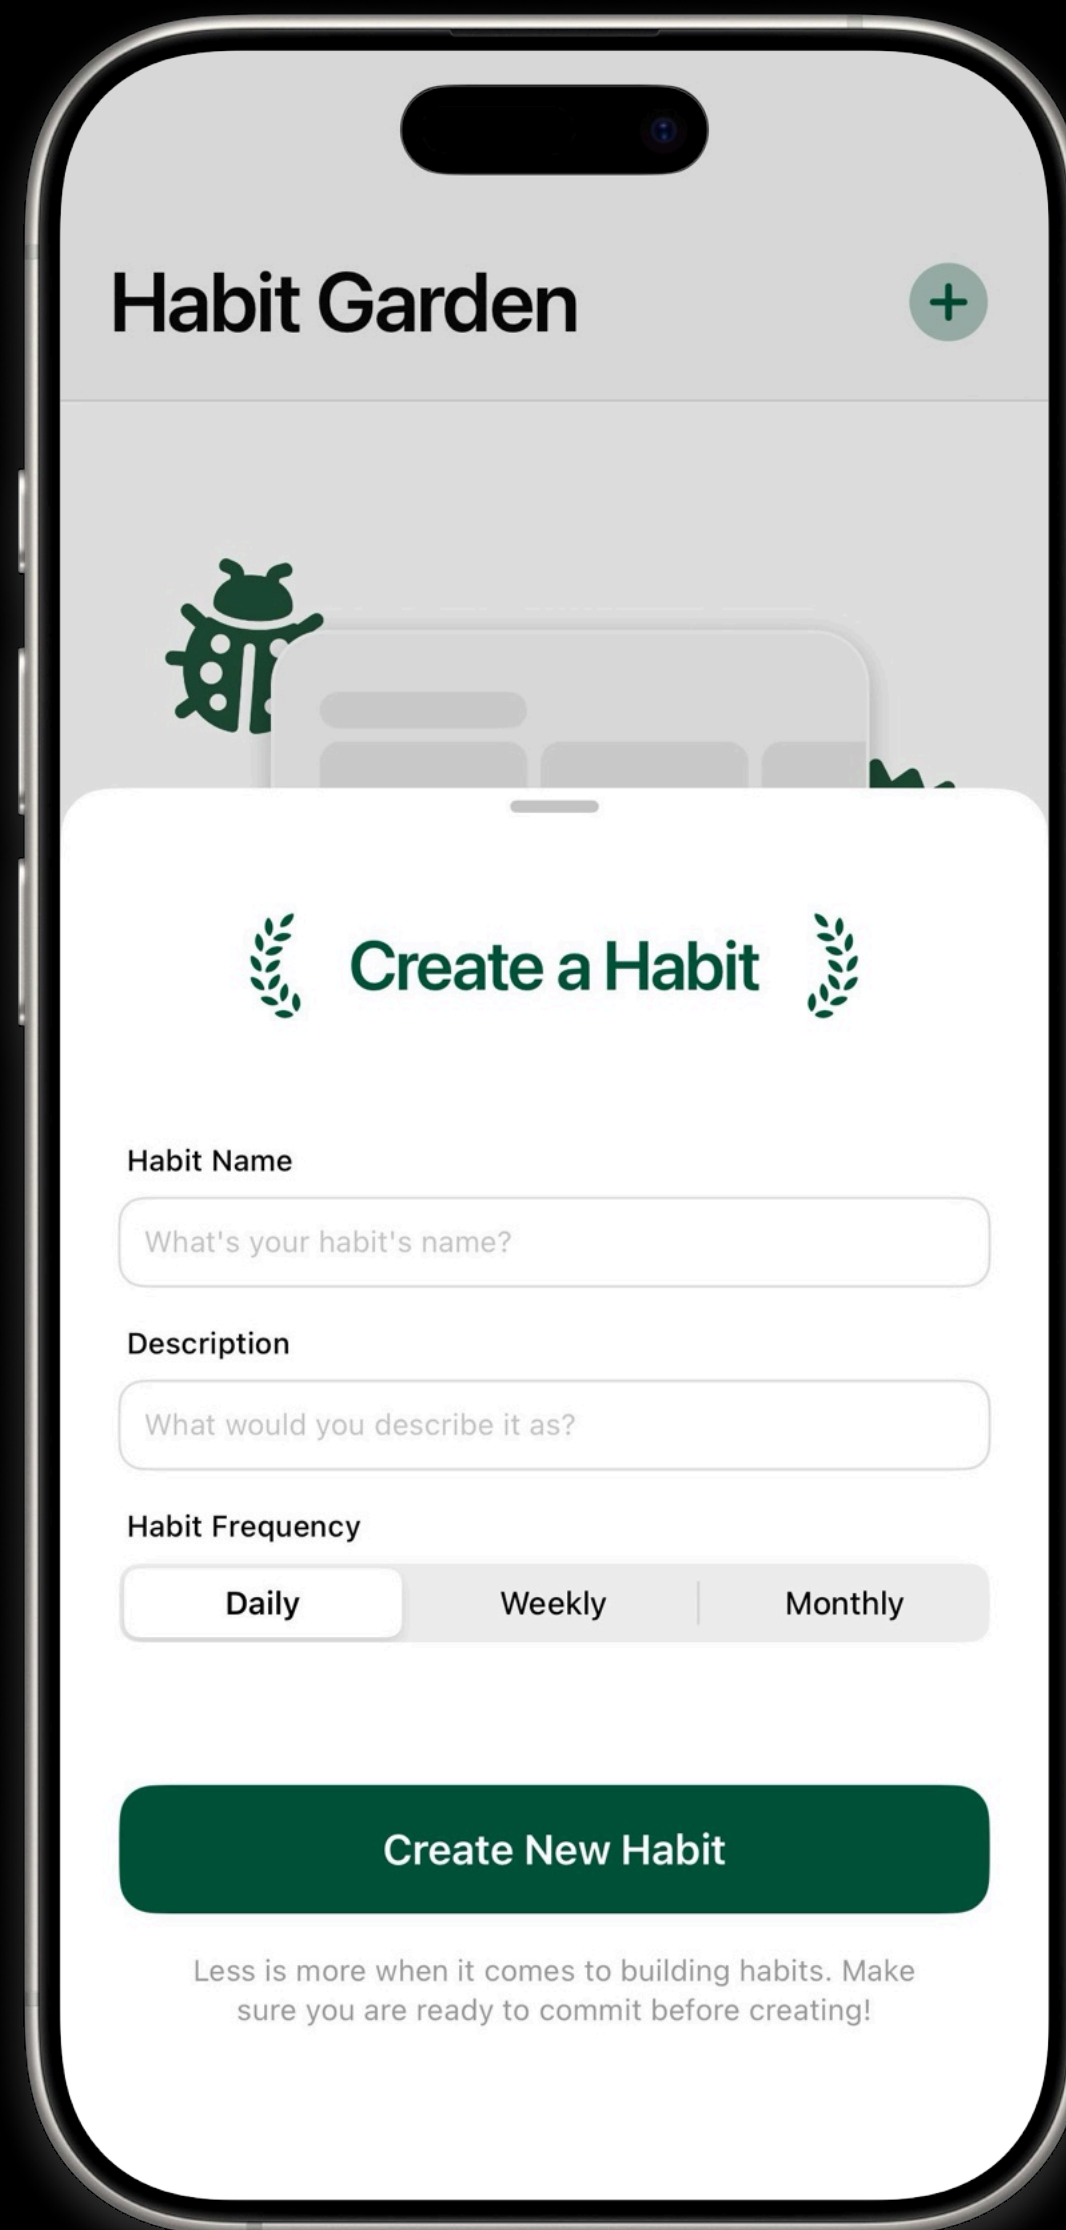 Habit Garden
Create a Habit
Habit Name
What's your habit's name?
Description
What would you describe it as?
Habit Frequency
Daily Weekly Monthly
Create New Habit
Less is more when it comes to building habits. Make
sure you are ready to commit before creating!